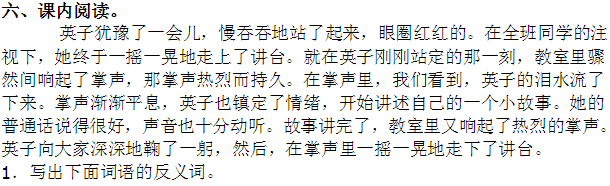 六、课内阅读。
英子犹豫了一会儿，慢吞吞地站了起来，眼圈红红的。在全班同学的注
视下，她终于一摇一晃地走上了讲台。就在英子刚刚站定的那一刻，教室里骤
然间响起了掌声，那掌声热烈而持久。在掌声里，我们看到，英子的泪水流了
下来。掌声渐渐平息，英子也镇定了情绪，开始讲述自己的一个小故事。她的
普通话说得很好，声音也十分动听。故事讲完了，教室里又响起了热烈的掌声。
英子向大家深深地鞠了一躬，然后，在掌声里一摇一晃地走下了讲台。
1．写出下面词语的反义词。